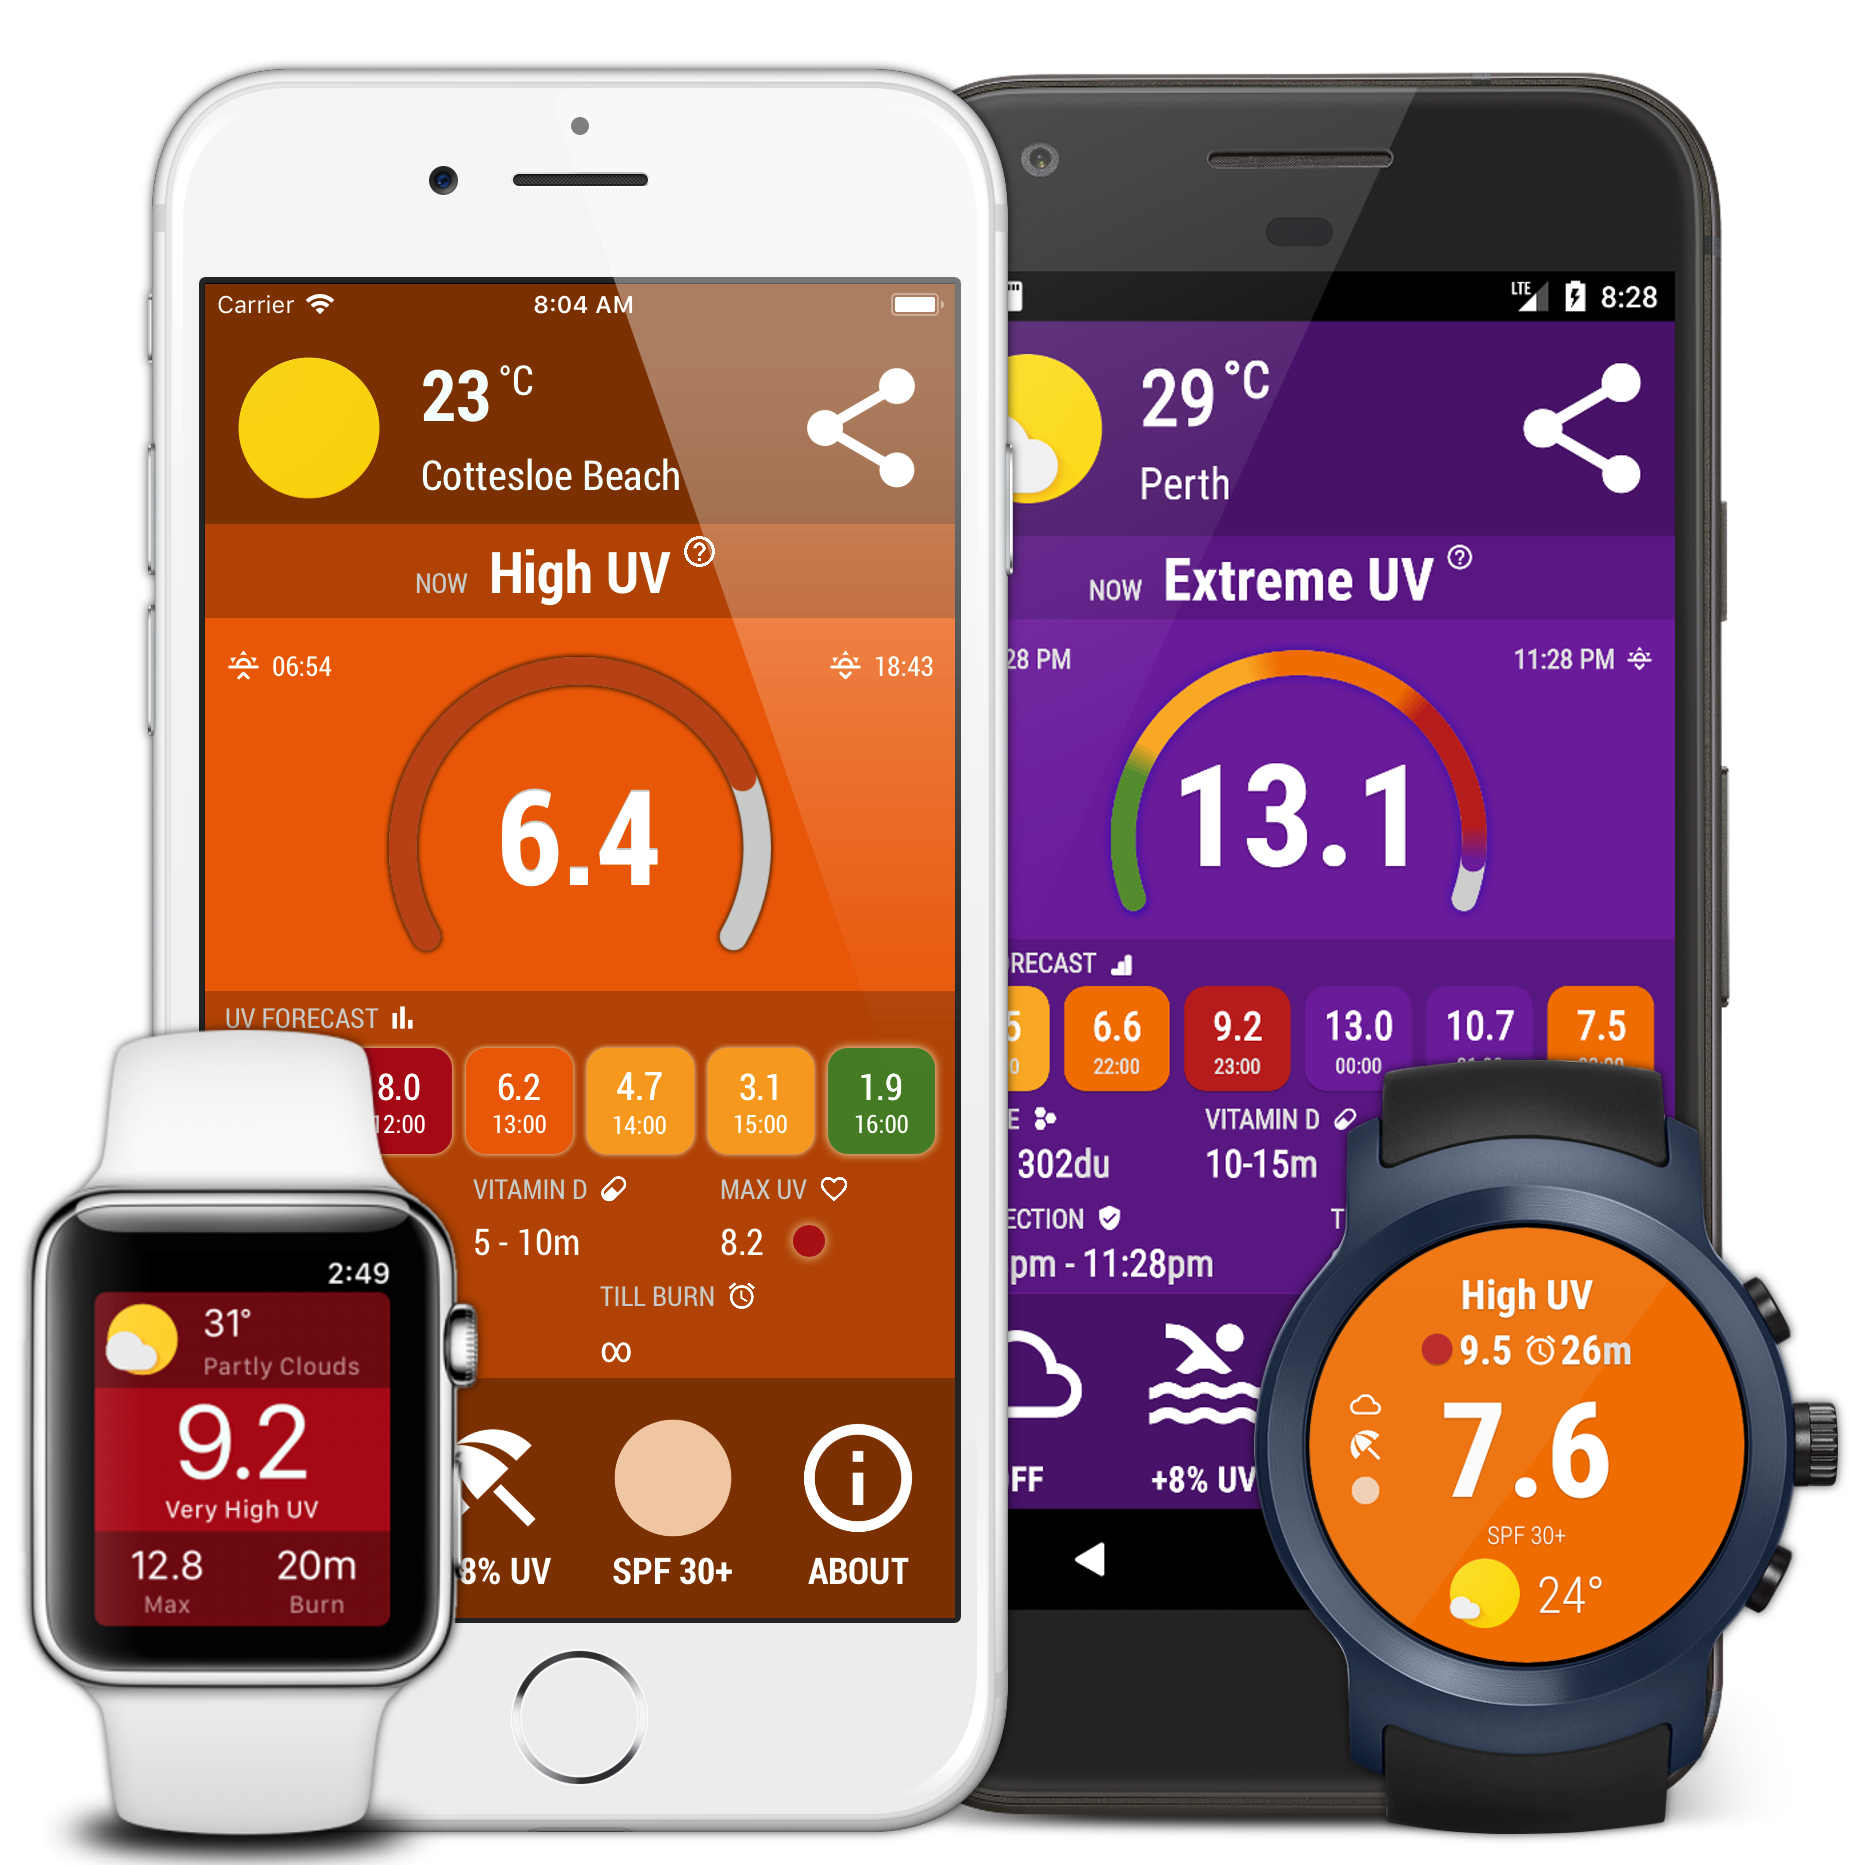 Carrier 8:04 AM
23 °C
Cottesloe Beach
NOW High UV ?
06:54 18:43
6.4
UV FORECAST
8.0 6.2 4.7 3.1 1.9
12:00 13:00 14:00 15:00 16:00
VITAMIN D MAX UV
5 - 10m 8.2
TILL BURN
∞
8% UV SPF 30+ ABOUT
LTE 8:28
29 °C
Perth
NOW Extreme UV ?
28 PM 11:28 PM
13.1
RECAST
5 6.6 9.2 13.0 10.7 7.5
0 22:00 23:00 00:00
E VITAMIN D
302du 10-15m
ECTION T
pm - 11:28pm
FF +8% UV
2:49
31°
Partly Clouds
9.2
Very High UV
12.8 20m
Max Burn
High UV
9.5 26m
7.6
SPF 30+
24°